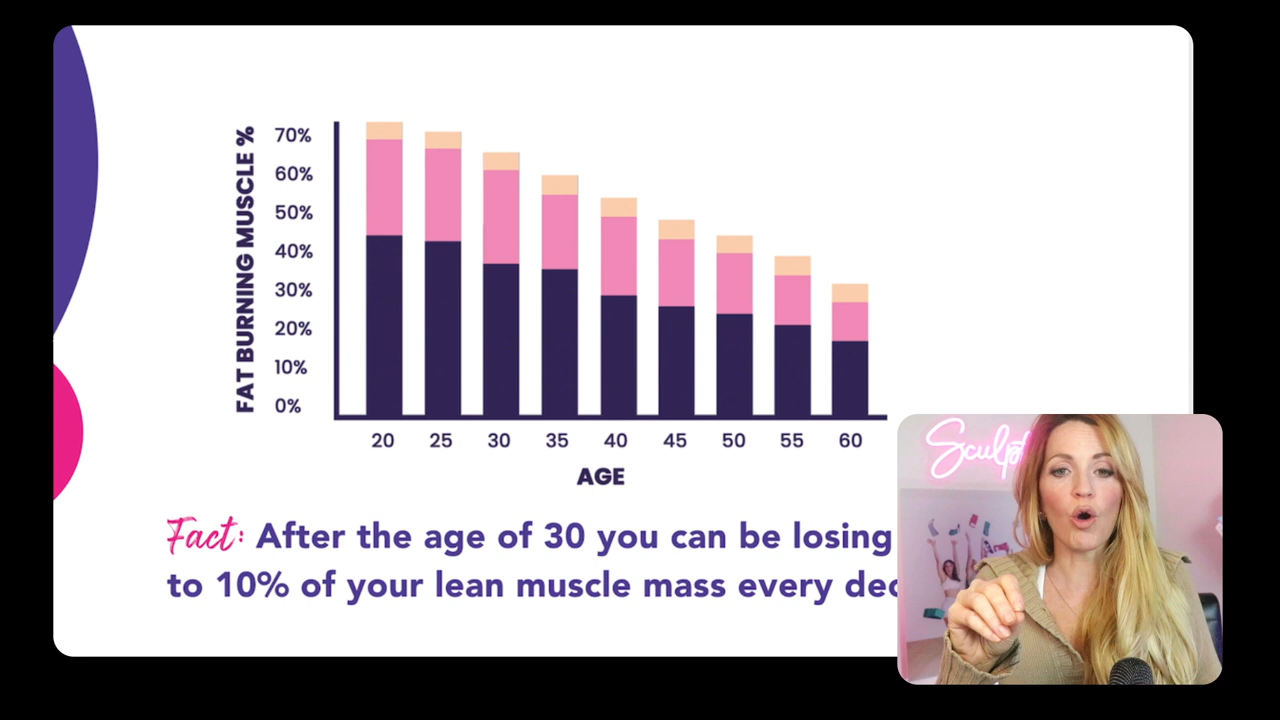 FAT BURNING MUSCLE %
70%
60%
50%
40%
30%
20%
10%
0%
20 25 30 35 40 45 50 55 60
AGE
Fact: After the age of 30 you can be losing
to 10% of your lean muscle mass every
Sculpt